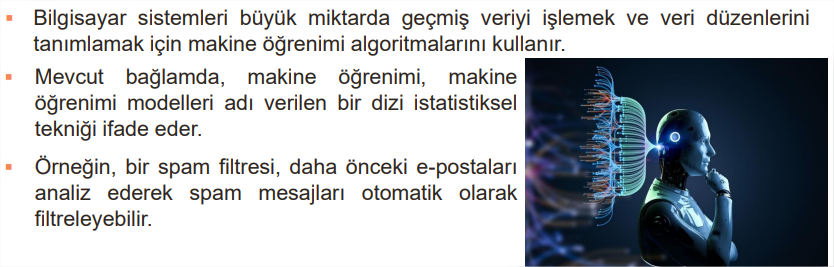 ▪ Bilgisayar sistemleri büyük miktarda geçmiş veriyi işlemek ve veri düzenlerini
tanımlamak için makine öğrenimi algoritmalarını kullanır.
▪ Mevcut bağlamda, makine öğrenimi, makine
öğrenimi modelleri adı verilen bir dizi istatistiksel
tekniği ifade eder.
▪ Örneğin, bir spam filtresi, daha önceki e-postaları
analiz ederek spam mesajları otomatik olarak
filtreleyebilir.